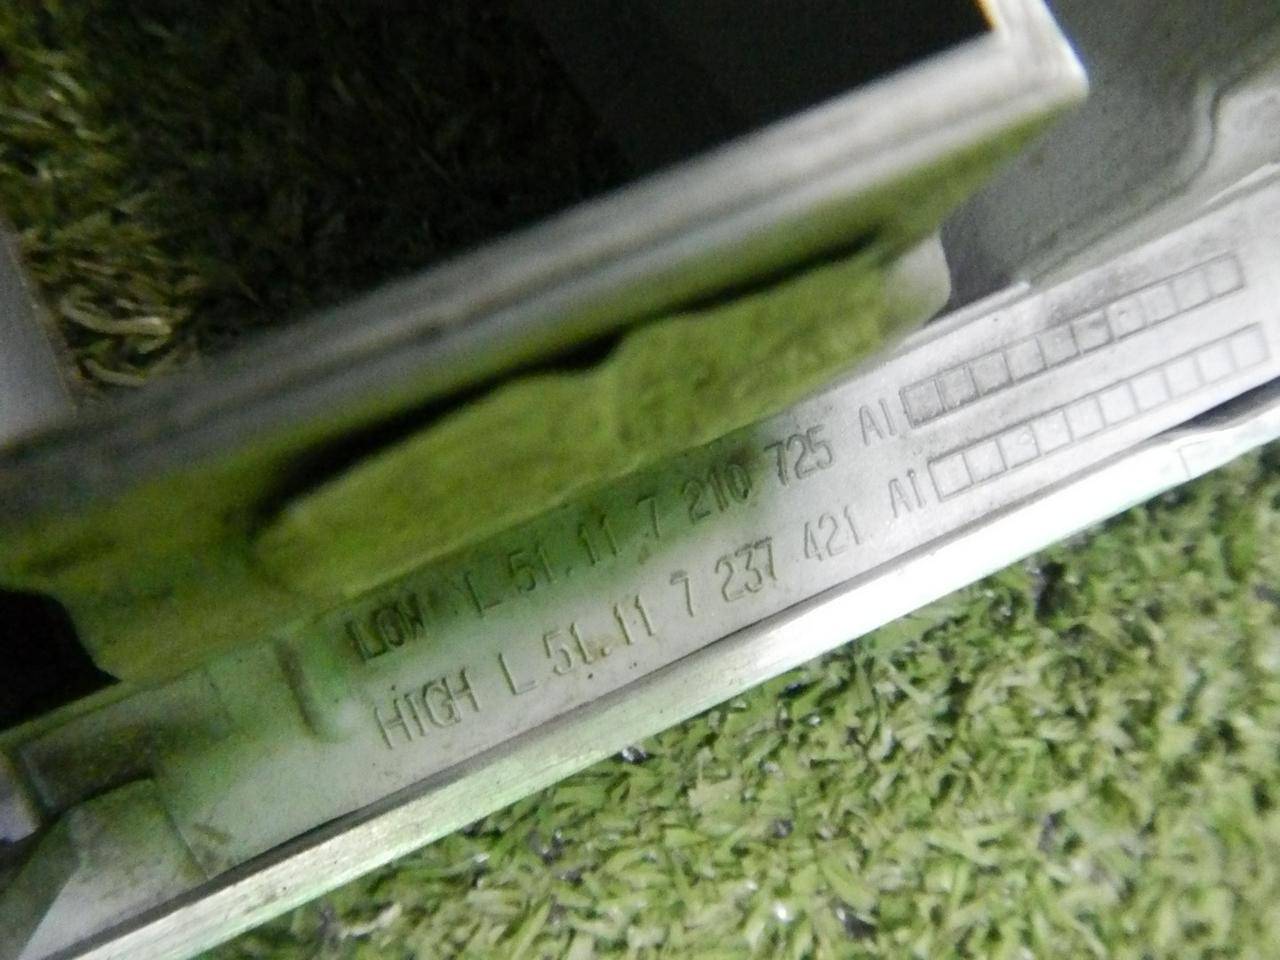 LOW L 51.11 7 210 725 AI
HIGH L 51.11 7 237 421 AI